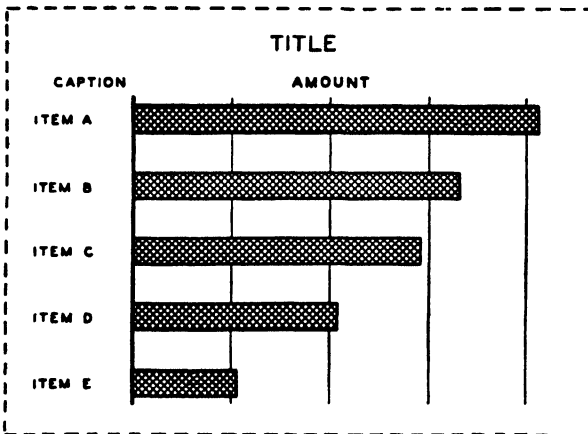 TITLE
CAPTION AMOUNT
ITEM A
ITEM B
ITEM C
ITEM D
ITEM E